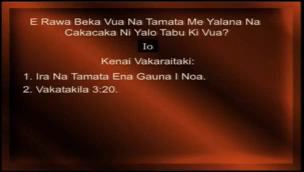 E Rawa Beka Vua Na Tamata Me Yalana Na
Cakacaka Ni Yalo Tabu Ki Vua?
Io
Kenai Vakaraitaki:
1. Ira Na Tamata Ena Gauna I Noa.
2. Vakatakila 3:20.